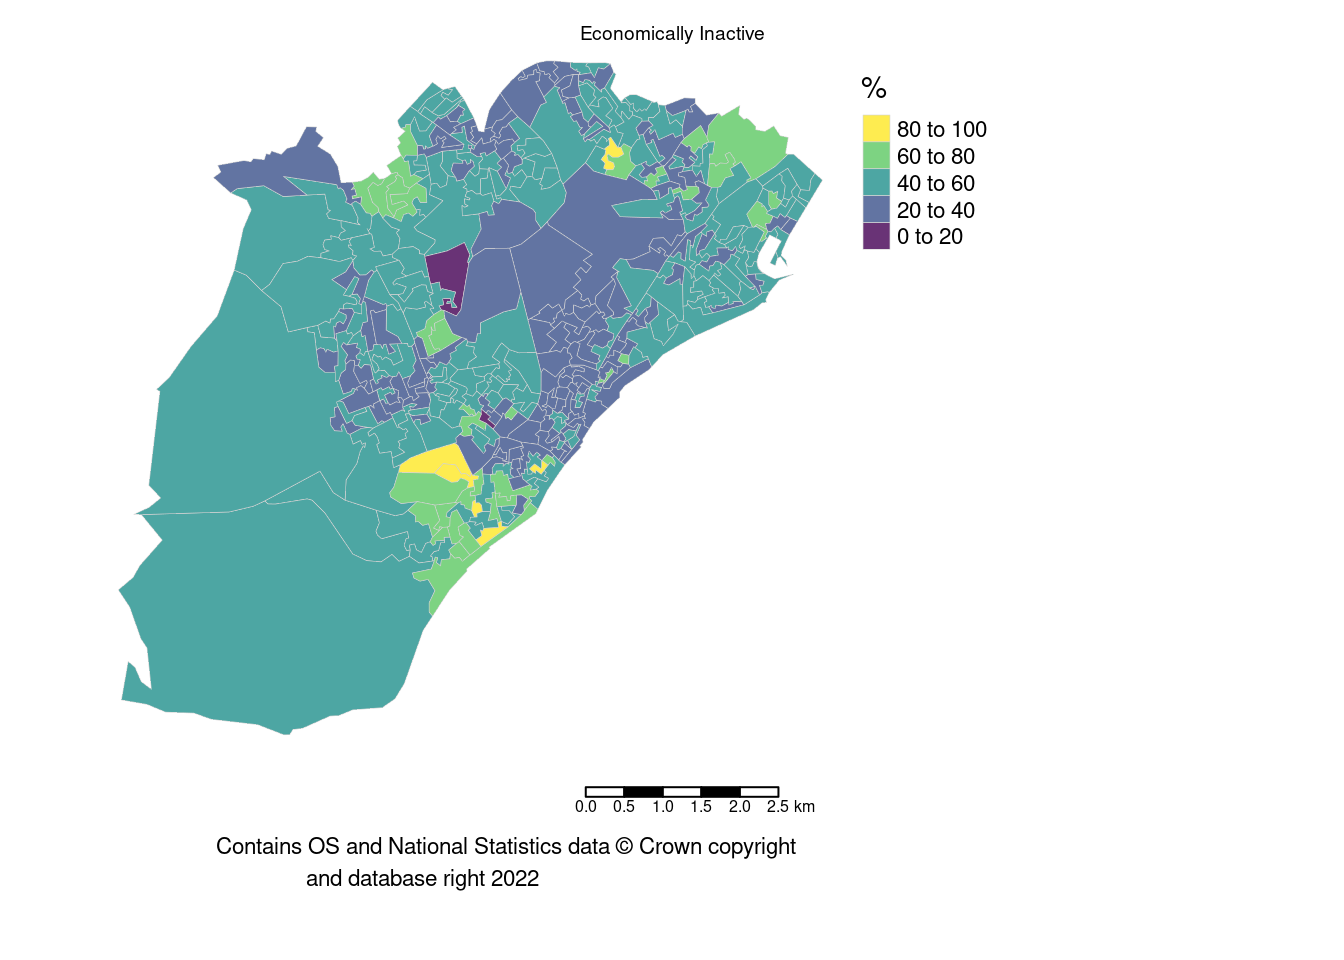 Economically Inactive
%
80 to 100
60 to 80
40 to 60
20 to 40
0 to 20
0.0 0.5 1.0 1.5 2.0 2.5 km
Contains OS and National Statistics data © Crown copyright
and database right 2022